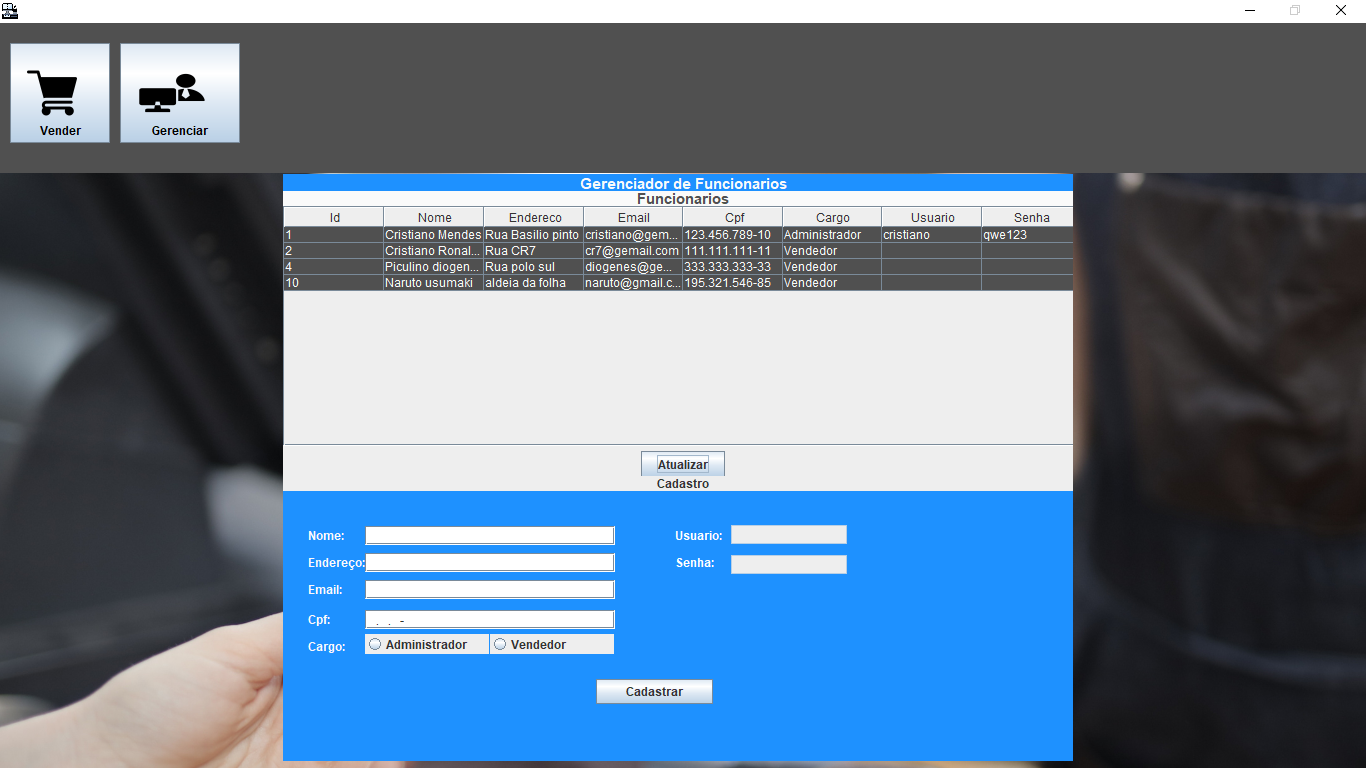 Vender Gerenciar
Gerenciador de Funcionarios
Funcionarios
Id Nome Endereco Email Cpf Cargo Usuario Senha
1 Cristiano Mendes Rua Basilio pinto cristiano@gem... 123.456.789-10 Administrador cristiano qwe123
2 Cristiano Ronal... Rua CR7 cr7@gemail.com 111.111.111-11 Vendedor
4 Piculino diogen... Rua polo sul diogenes@ge... 333.333.333-33 Vendedor
10 Naruto usumaki aldeia da folha naruto@gmail.c... 195.321.546-85 Vendedor
Atualizar
Cadastro
Nome: Usuario:
Endereço: Senha:
Email:
Cpf: . . -
Cargo: Administrador Vendedor
Cadastrar